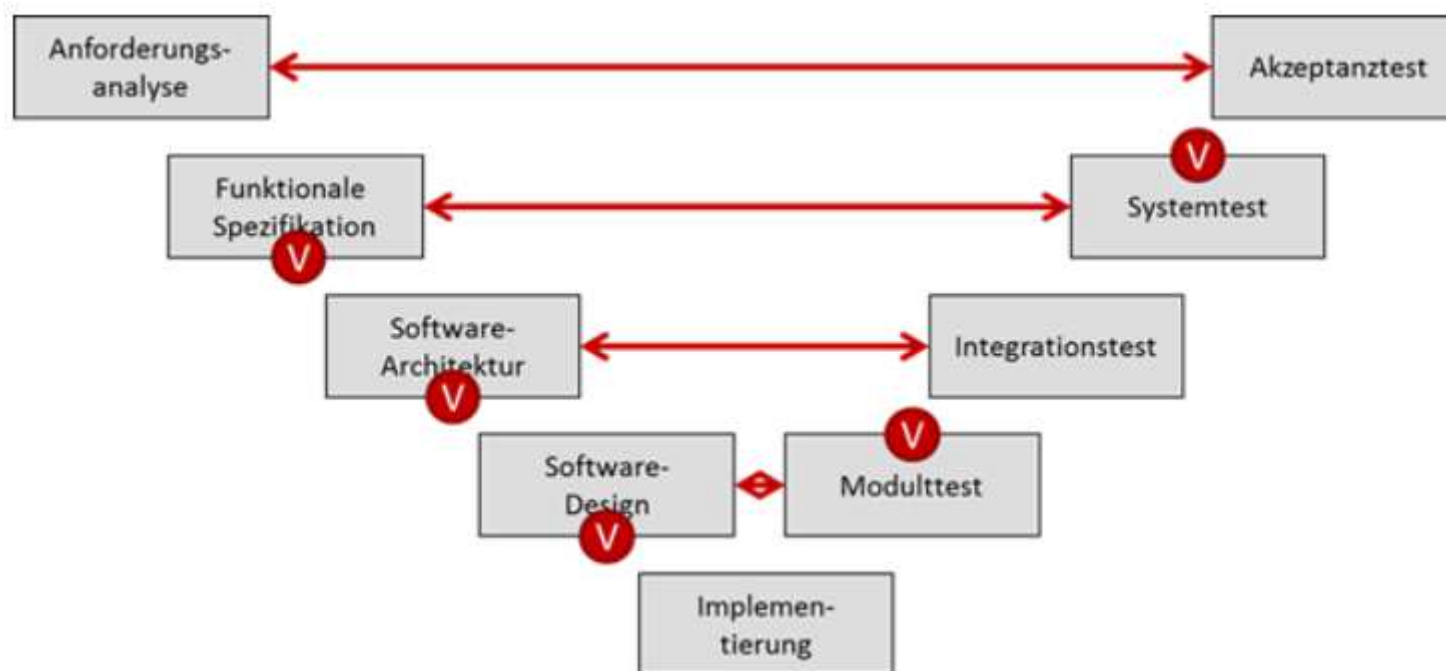 Anforderungs-
analyse
Akzeptanztest
V
Funktionale
Spezifikation
V
Systemtest
Software-
Architektur
V
Integrationstest
V
Software-
Design
V
Modulttest
Implemen-
tierung